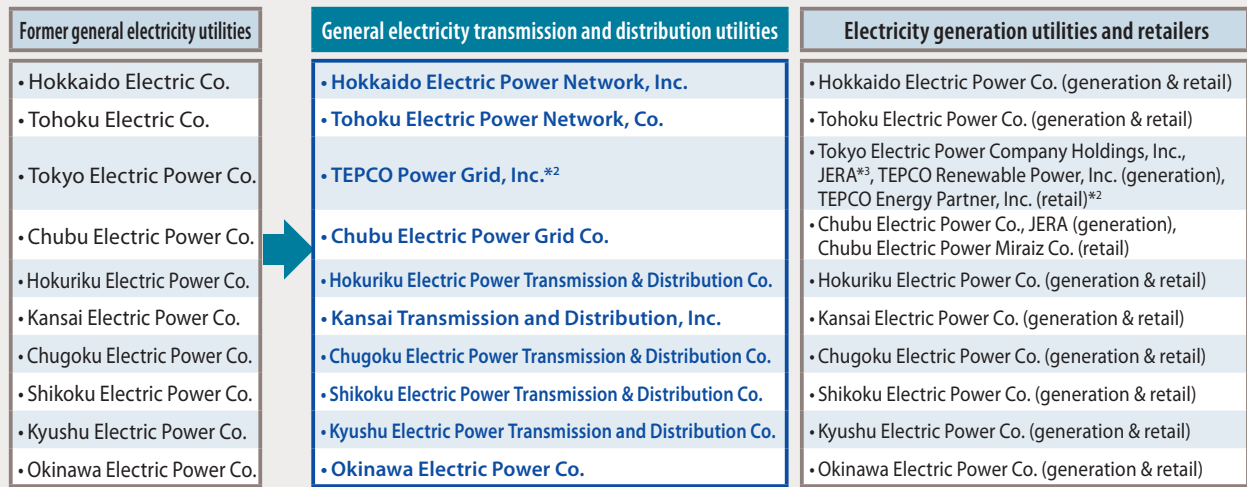 Former general electricity utilities
• Hokkaido Electric Co.
• Tohoku Electric Co.
• Tokyo Electric Power Co.
• Chubu Electric Power Co.
• Hokuriku Electric Power Co.
• Kansai Electric Power Co.
• Chugoku Electric Power Co.
• Shikoku Electric Power Co.
• Kyushu Electric Power Co.
• Okinawa Electric Power Co.
General electricity transmission and distribution utilities
• Hokkaido Electric Power Network, Inc.
• Tohoku Electric Power Network, Co.
• TEPCO Power Grid, Inc.*2
• Chubu Electric Power Grid Co.
• Hokuriku Electric Power Transmission & Distribution Co.
• Kansai Transmission and Distribution, Inc.
• Chugoku Electric Power Transmission & Distribution Co.
• Shikoku Electric Power Transmission & Distribution Co.
• Kyushu Electric Power Transmission and Distribution Co.
• Okinawa Electric Power Co.
Electricity generation utilities and retailers
• Hokkaido Electric Power Co. (generation & retail)
• Tohoku Electric Power Co. (generation & retail)
• Tokyo Electric Power Company Holdings, Inc.,
JERA*3, TEPCO Renewable Power, Inc. (generation),
TEPCO Energy Partner, Inc. (retail)*2
• Chubu Electric Power Co., JERA (generation),
Chubu Electric Power Miraiz Co. (retail)
• Hokuriku Electric Power Co. (generation & retail)
• Kansai Electric Power Co. (generation & retail)
• Chugoku Electric Power Co. (generation & retail)
• Shikoku Electric Power Co. (generation & retail)
• Kyushu Electric Power Co. (generation & retail)
• Okinawa Electric Power Co. (generation & retail)